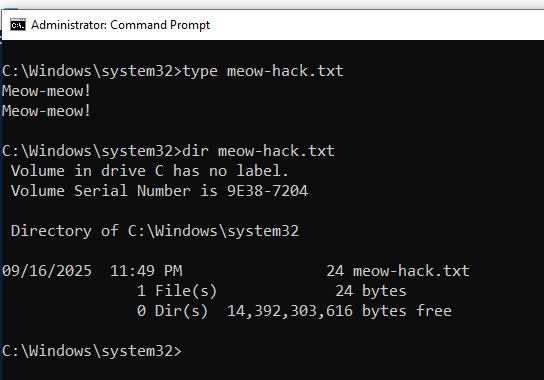 Administrator: Command Prompt
C:\Windows\system32>type meow-hack.txt
Meow-meow!
Meow-meow!
C:\Windows\system32>dir meow-hack.txt
Volume in drive C has no label.
Volume Serial Number is 9E38-7204
Directory of C:\Windows\system32
09/16/2025  11:49 PM                24 meow-hack.txt
1 File(s)             24 bytes
0 Dir(s)  14,392,303,616 bytes free
C:\Windows\system32>